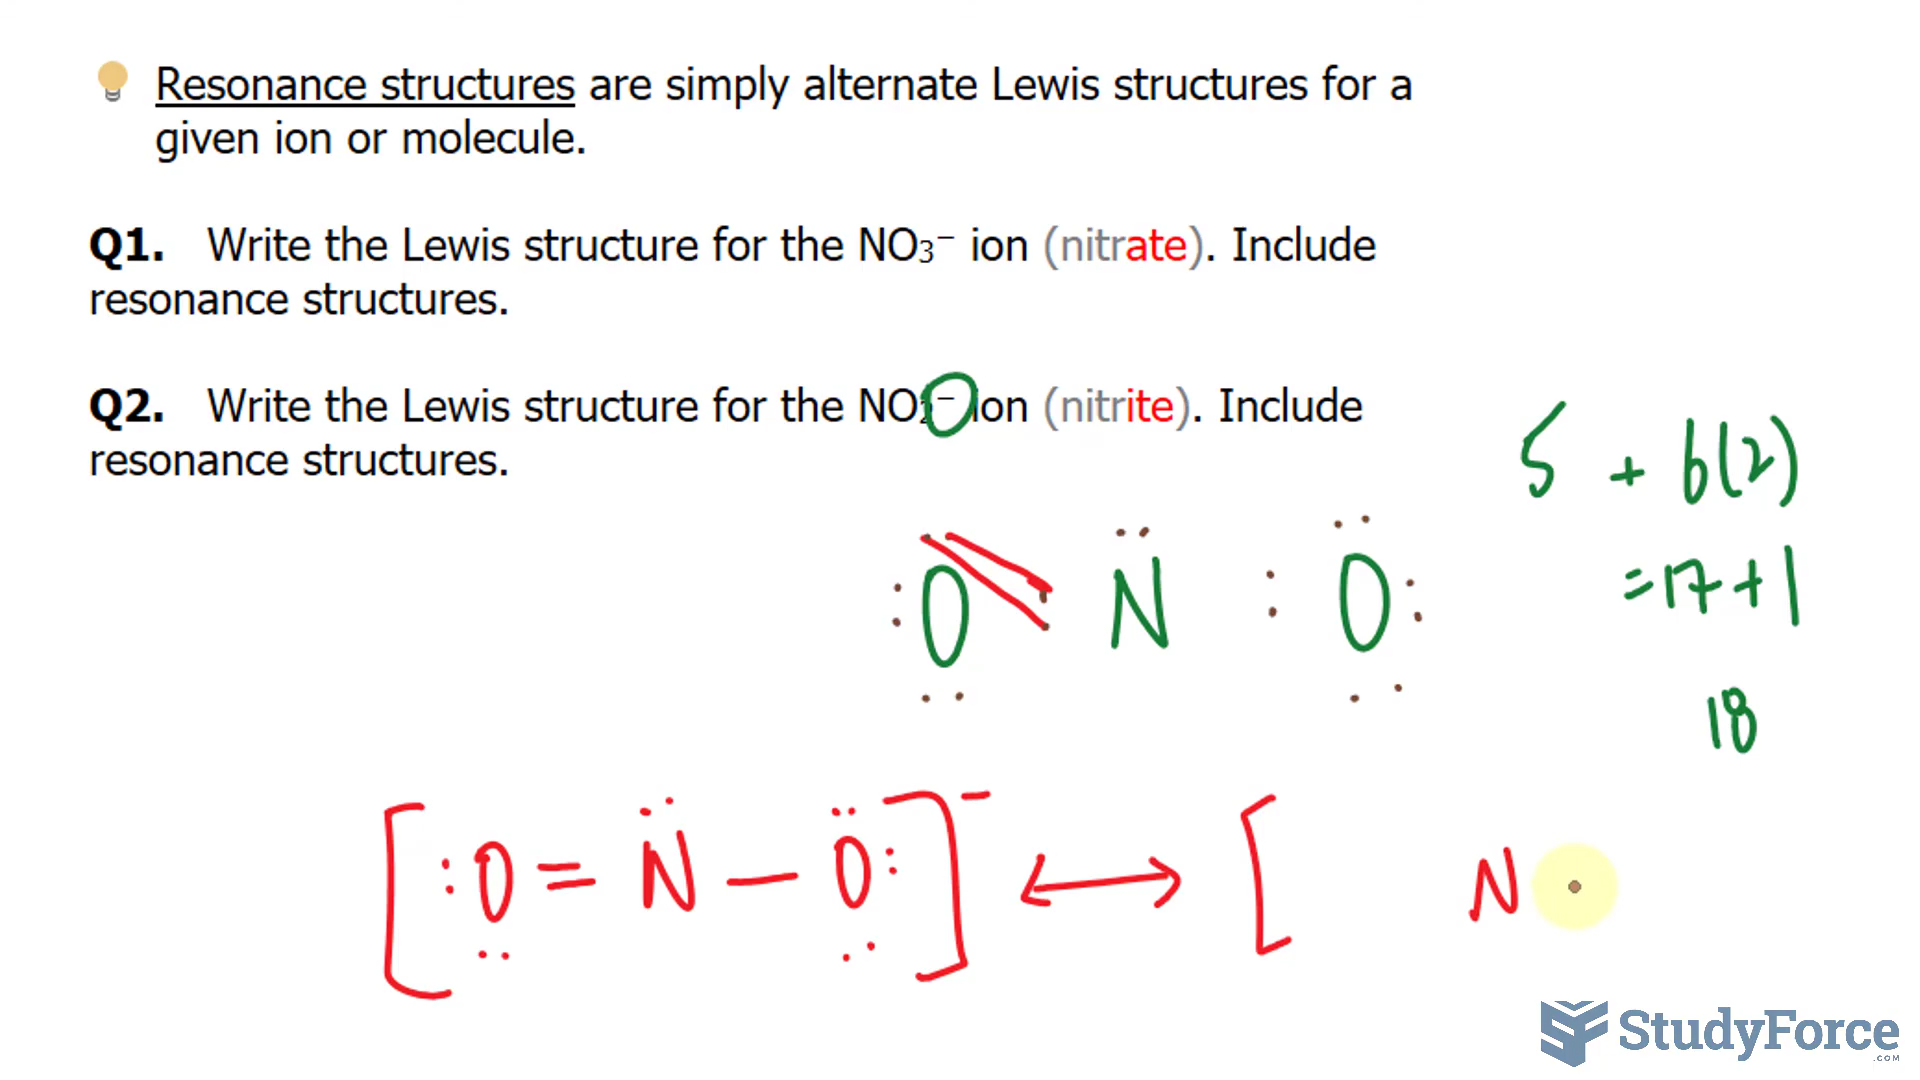 Resonance structures are simply alternate Lewis structures for a
given ion or molecule.
Q1. Write the Lewis structure for the NO₃⁻ ion (nitrate). Include
resonance structures.
Q2. Write the Lewis structure for the NO₂⁻ ion (nitrite). Include
resonance structures.
5 + 6(2)
= 17 + 1
18
:O N : O:
[:O = N – O:]⁻ ↔ [ N
StudyForce
.COM